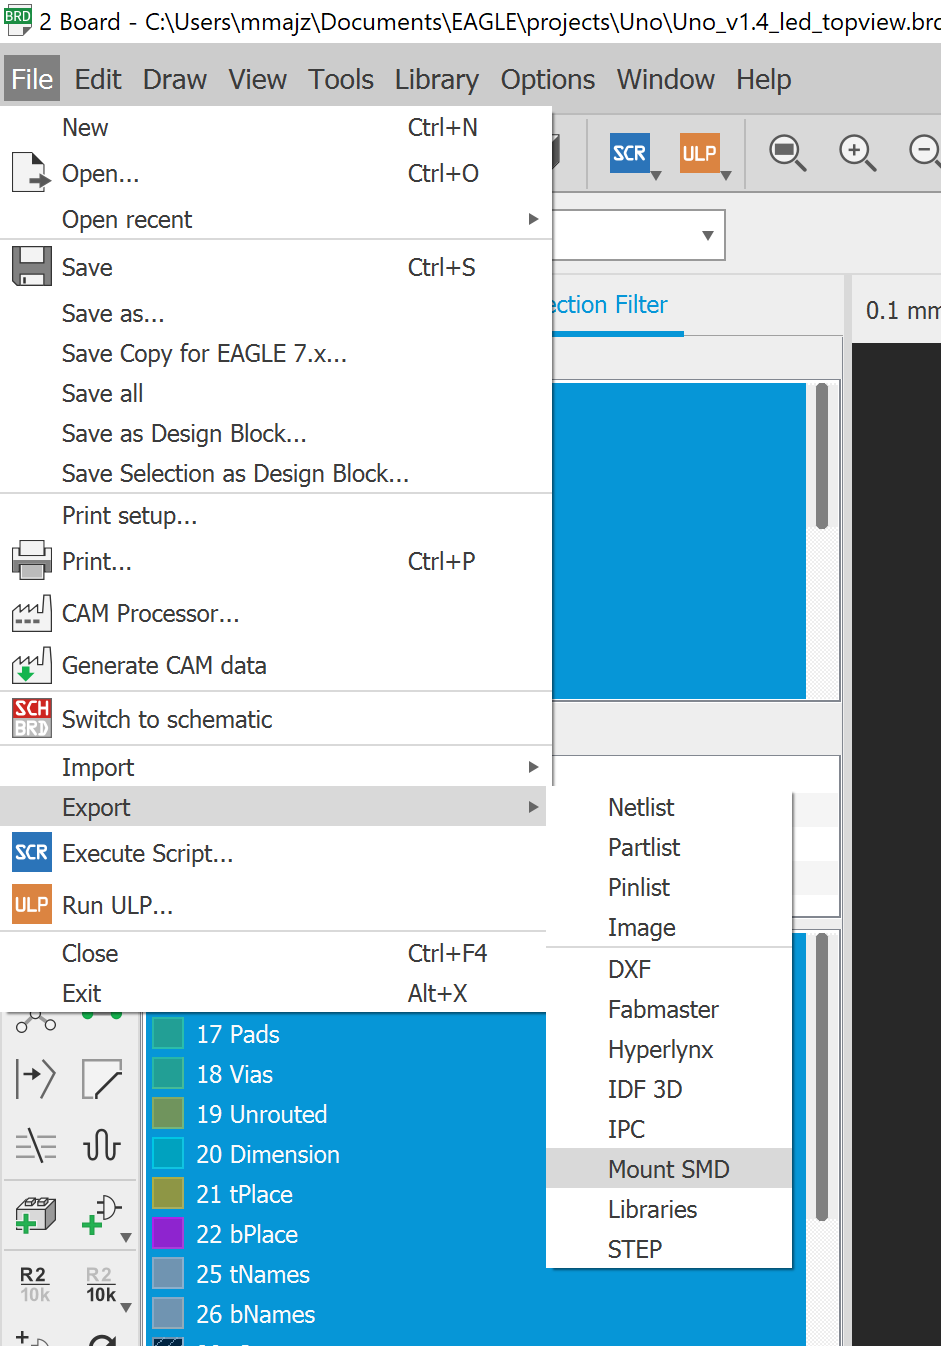 BRD 2 Board - C:\Users\mmajz\Documents\EAGLE\projects\Uno\Uno_v1.4_led_topview.brd
File Edit Draw View Tools Library Options Window Help
New Ctrl+N
SCR ULP
Open... Ctrl+O
Open recent
Save Ctrl+S
ection Filter 0.1 mm
Save as...
Save Copy for EAGLE 7.x...
Save all
Save as Design Block...
Save Selection as Design Block...
Print setup...
Print... Ctrl+P
CAM Processor...
Generate CAM data
SCH BRD Switch to schematic
Import
Export
Netlist
Partlist
SCR Execute Script...
Pinlist
ULP Run ULP...
Image
Close Ctrl+F4
DXF
Exit Alt+X
Fabmaster
17 Pads
Hyperlynx
18 Vias
IDF 3D
19 Unrouted
IPC
20 Dimension
Mount SMD
21 tPlace
Libraries
22 bPlace
STEP
25 tNames
R2 10k R2 10k
26 bNames